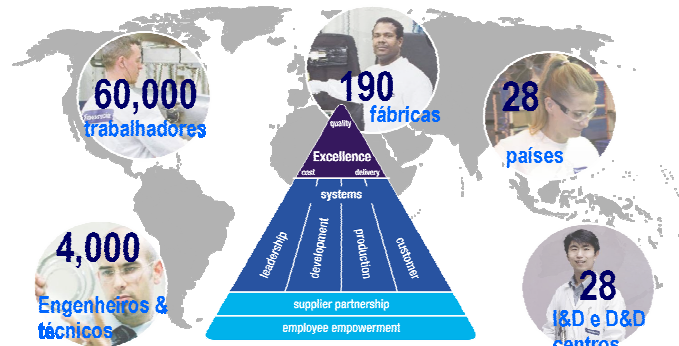 60,000
trabalhadores
190
fábricas
28
países
quality
Excellence
cost delivery
systems
leadership
development
production
customer
supplier partnership
employee empowerment
4,000
Engenheiros &
técnicos
28
I&D e D&D
centros